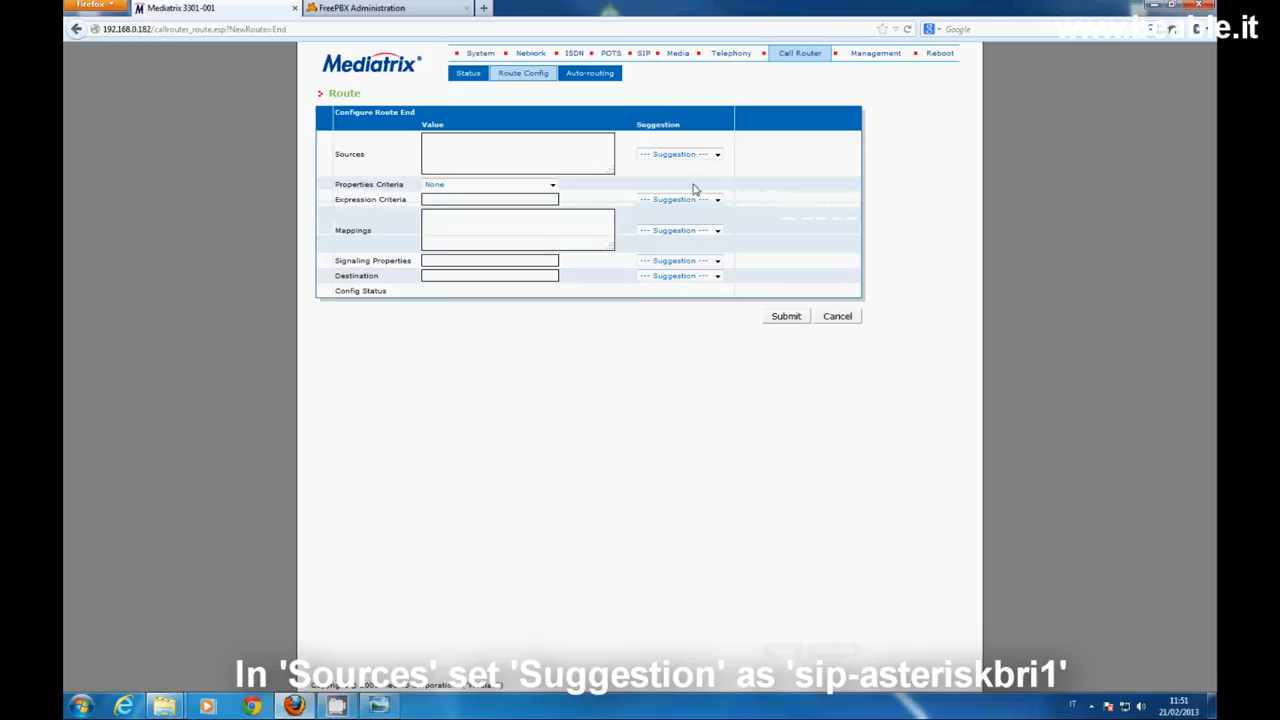 Firefox
Mediatrix 3301-001
FreePBX Administration
192.168.0.182/callrouter_route.esp?NewRoute=End
Google
Mediatrix
System
Network
ISDN
POTS
SIP
Media
Telephony
Call Router
Management
Reboot
Status
Route Config
Auto-routing
Route
Configure Route End
Value
Suggestion
Sources
--- Suggestion ---
Properties Criteria
None
Expression Criteria
--- Suggestion ---
Mappings
--- Suggestion ---
Signaling Properties
--- Suggestion ---
Destination
--- Suggestion ---
Config Status
Submit
Cancel
In 'Sources' set 'Suggestion' as 'sip-asteriskbri1'
IT
11:51
21/02/2013